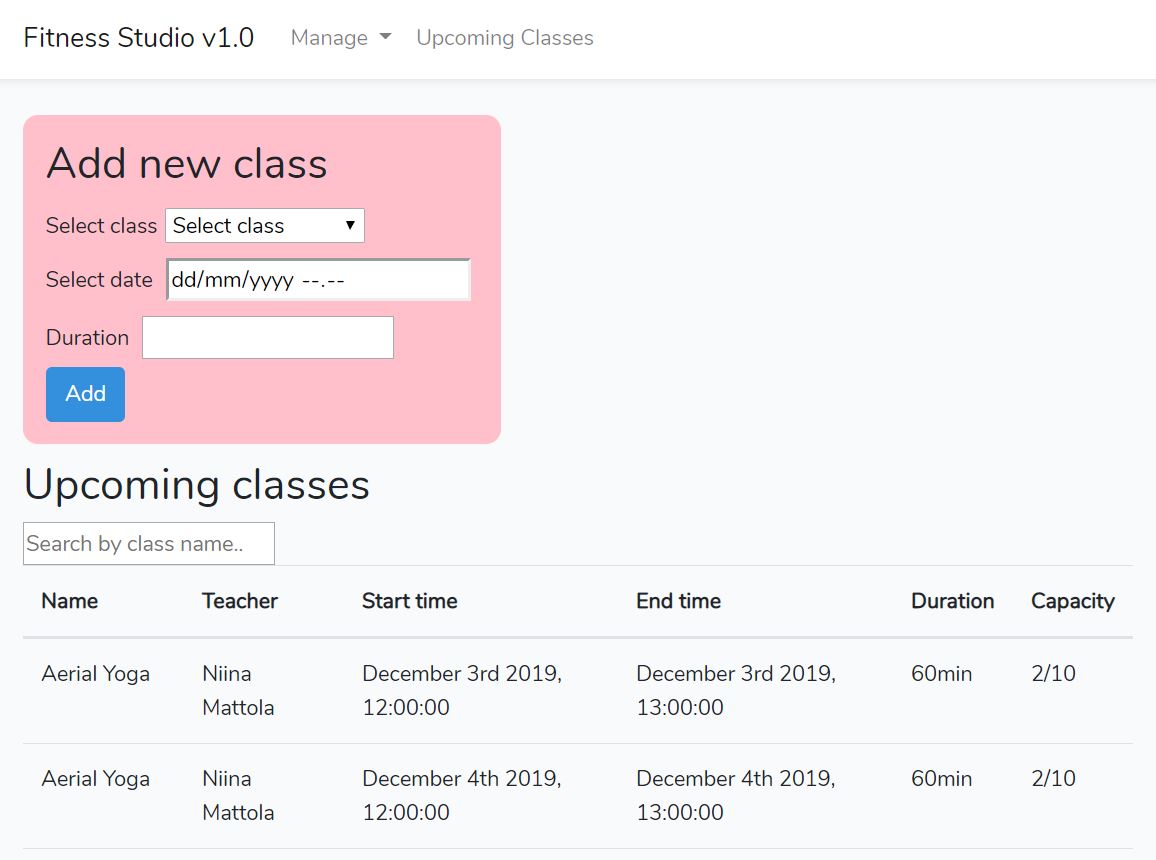 Fitness Studio v1.0 Manage Upcoming Classes
Add new class
Select class Select class
Select date dd/mm/yyyy --.--
Duration
Add
Upcoming classes
Search by class name..
Name Teacher Start time End time Duration Capacity
Aerial Yoga Niina December 3rd 2019, December 3rd 2019, 60min 2/10
Mattola 12:00:00 13:00:00
Aerial Yoga Niina December 4th 2019, December 4th 2019, 60min 2/10
Mattola 12:00:00 13:00:00